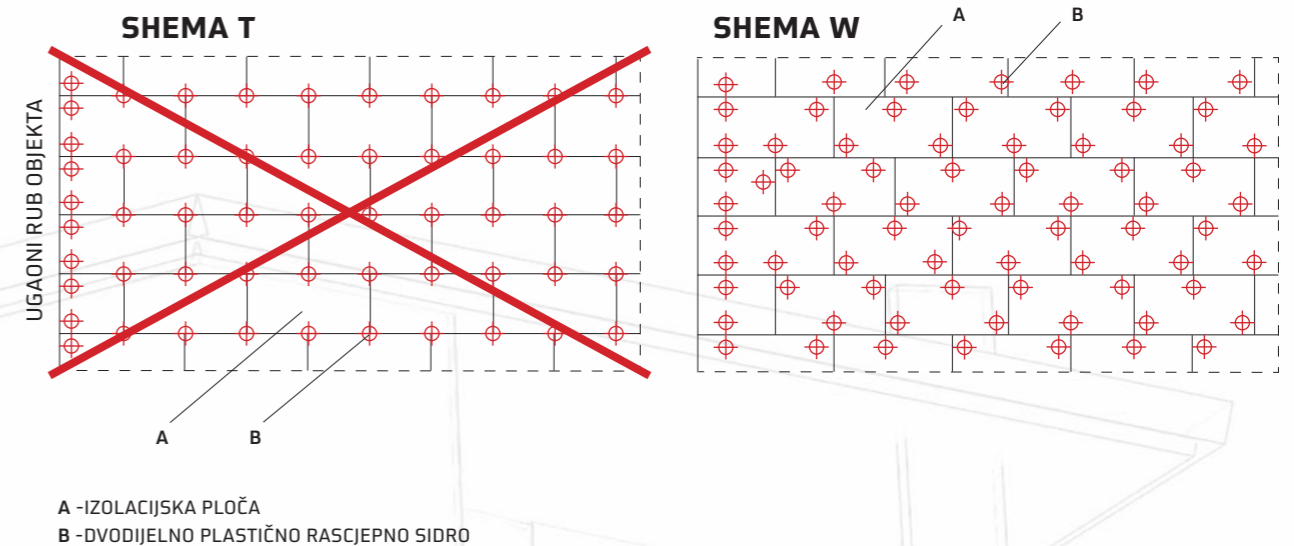 SHEMA T
UGAONI RUB OBJEKTA
A
B
SHEMA W
A
B
A -IZOLACIJSKA PLOČA
B -DVODIJELNO PLASTIČNO RASCJEPNO SIDRO